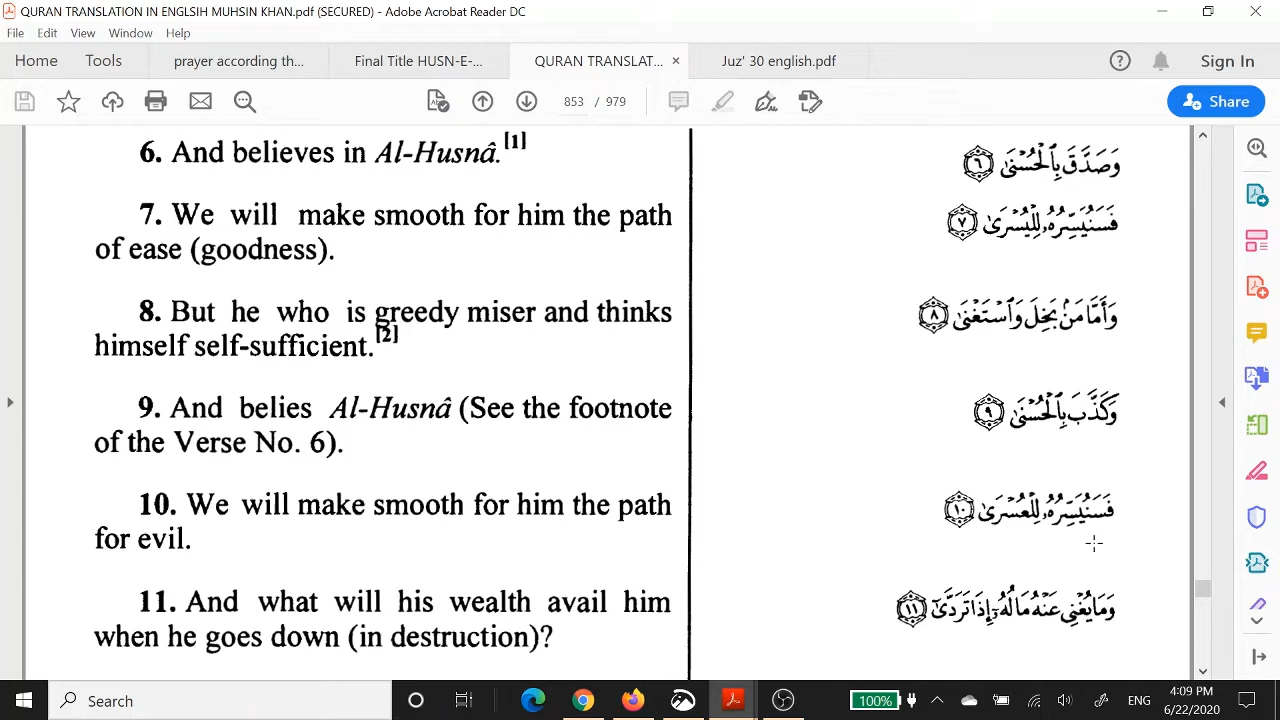 QURAN TRANSLATION IN ENGLSIH MUHSIN KHAN.pdf (SECURED) - Adobe Acrobat Reader DC
File Edit View Window Help
Home Tools prayer according th... Final Title HUSN-E-... QURAN TRANSLAT... × Juz' 30 english.pdf Sign In
853 / 979 Share
6. And believes in Al-Husnâ.[1]
وَصَدَّقَ بِٱلْحُسْنَىٰ ٦
7. We will make smooth for him the path
of ease (goodness).
فَسَنُيَسِّرُهُۥ لِلْيُسْرَىٰ ٧
8. But he who is greedy miser and thinks
himself self-sufficient.[2]
وَأَمَّا مَنۢ بَخِلَ وَٱسْتَغْنَىٰ ٨
9. And belies Al-Husnâ (See the footnote
of the Verse No. 6).
وَكَذَّبَ بِٱلْحُسْنَىٰ ٩
10. We will make smooth for him the path
for evil.
فَسَنُيَسِّرُهُۥ لِلْعُسْرَىٰ ١٠
11. And what will his wealth avail him
when he goes down (in destruction)?
وَمَا يُغْنِى عَنْهُ مَالُهُۥٓ إِذَا تَرَدَّىٰٓ ١١
Search 100% ENG 4:09 PM
6/22/2020